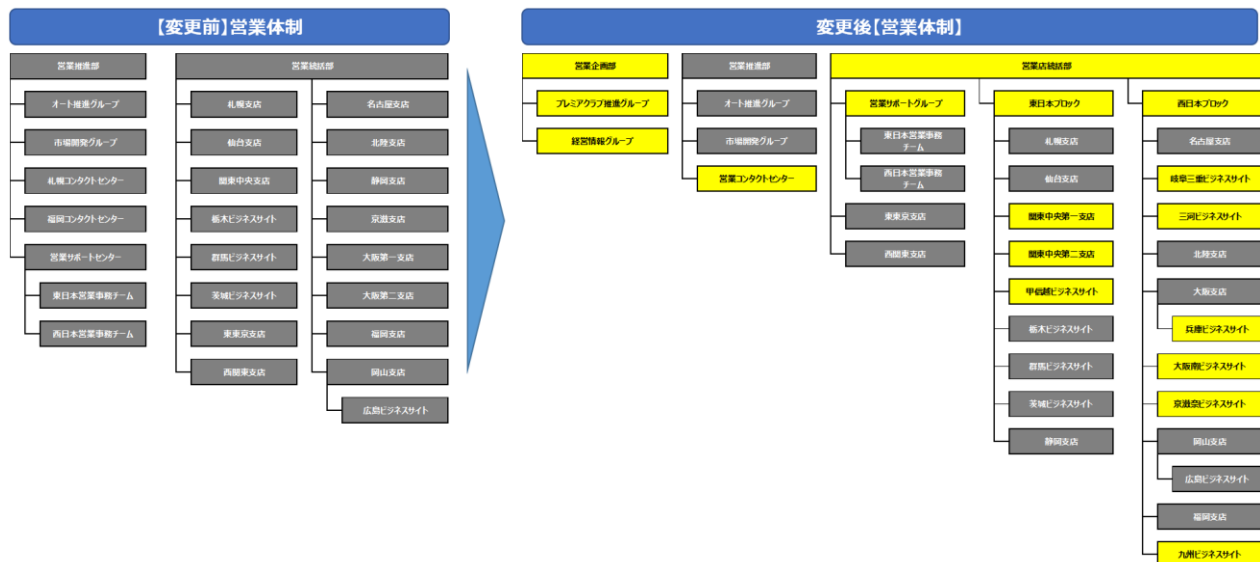 【変更前】営業体制
営業推進部
オート推進グループ
市場開発グループ
札幌コンタクトセンター
福岡コンタクトセンター
営業サポートセンター
東日本営業事務チーム
西日本営業事務チーム
営業統括部
札幌支店
仙台支店
関東中央支店
栃木ビジネスサイト
群馬ビジネスサイト
茨城ビジネスサイト
東東京支店
西関東支店
名古屋支店
北陸支店
静岡支店
京滋支店
大阪第一支店
大阪第二支店
福岡支店
岡山支店
広島ビジネスサイト
変更後【営業体制】
営業企画部
プレミアクラブ推進グループ
経営情報グループ
営業推進部
オート推進グループ
市場開発グループ
営業コンタクトセンター
営業店統括部
営業サポートグループ
東日本営業事務
チーム
西日本営業事務
チーム
東東京支店
西関東支店
東日本ブロック
札幌支店
仙台支店
関東中央第一支店
関東中央第二支店
甲信越ビジネスサイト
栃木ビジネスサイト
群馬ビジネスサイト
茨城ビジネスサイト
静岡支店
西日本ブロック
名古屋支店
岐阜三重ビジネスサイト
三河ビジネスサイト
北陸支店
大阪支店
兵庫ビジネスサイト
大阪南ビジネスサイト
京滋奈ビジネスサイト
岡山支店
広島ビジネスサイト
福岡支店
九州ビジネスサイト